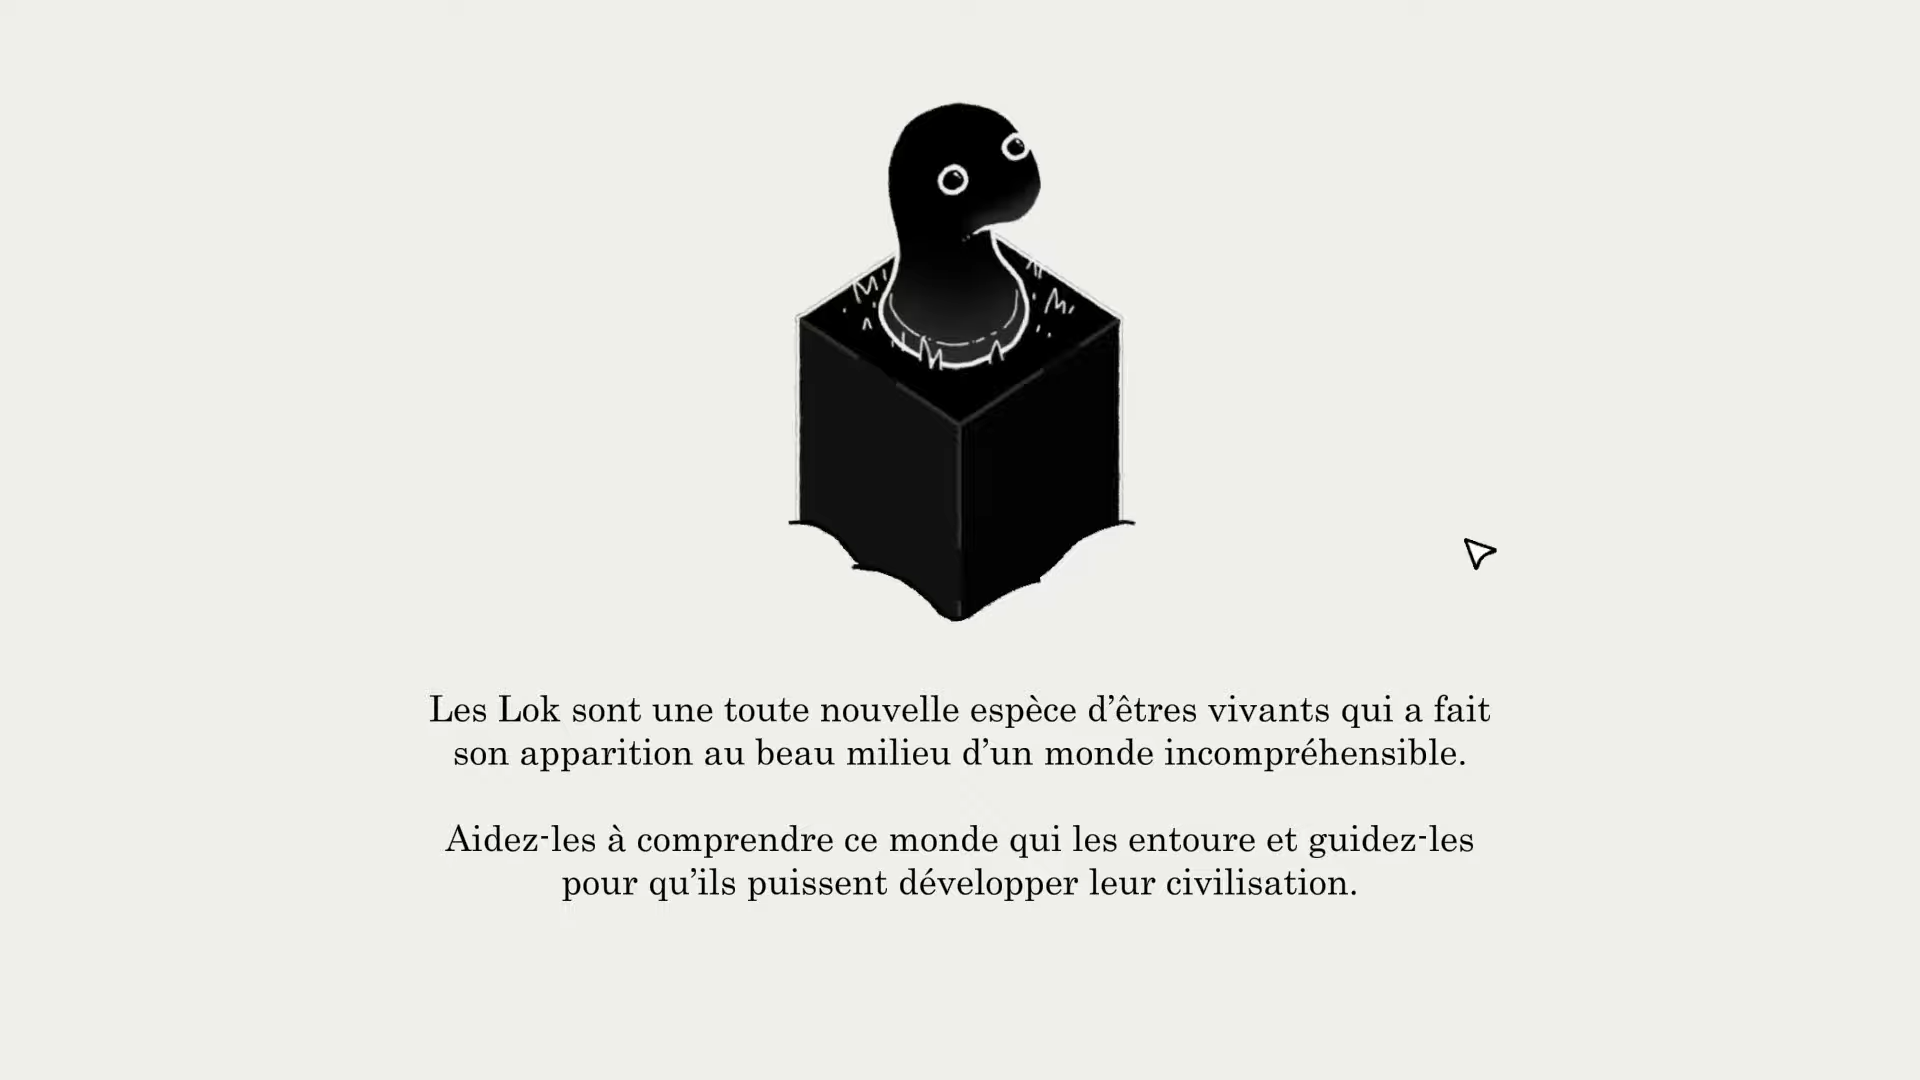 Les Lok sont une toute nouvelle espèce d’êtres vivants qui a fait
son apparition au beau milieu d’un monde incompréhensible.
Aidez-les à comprendre ce monde qui les entoure et guidez-les
pour qu’ils puissent développer leur civilisation.